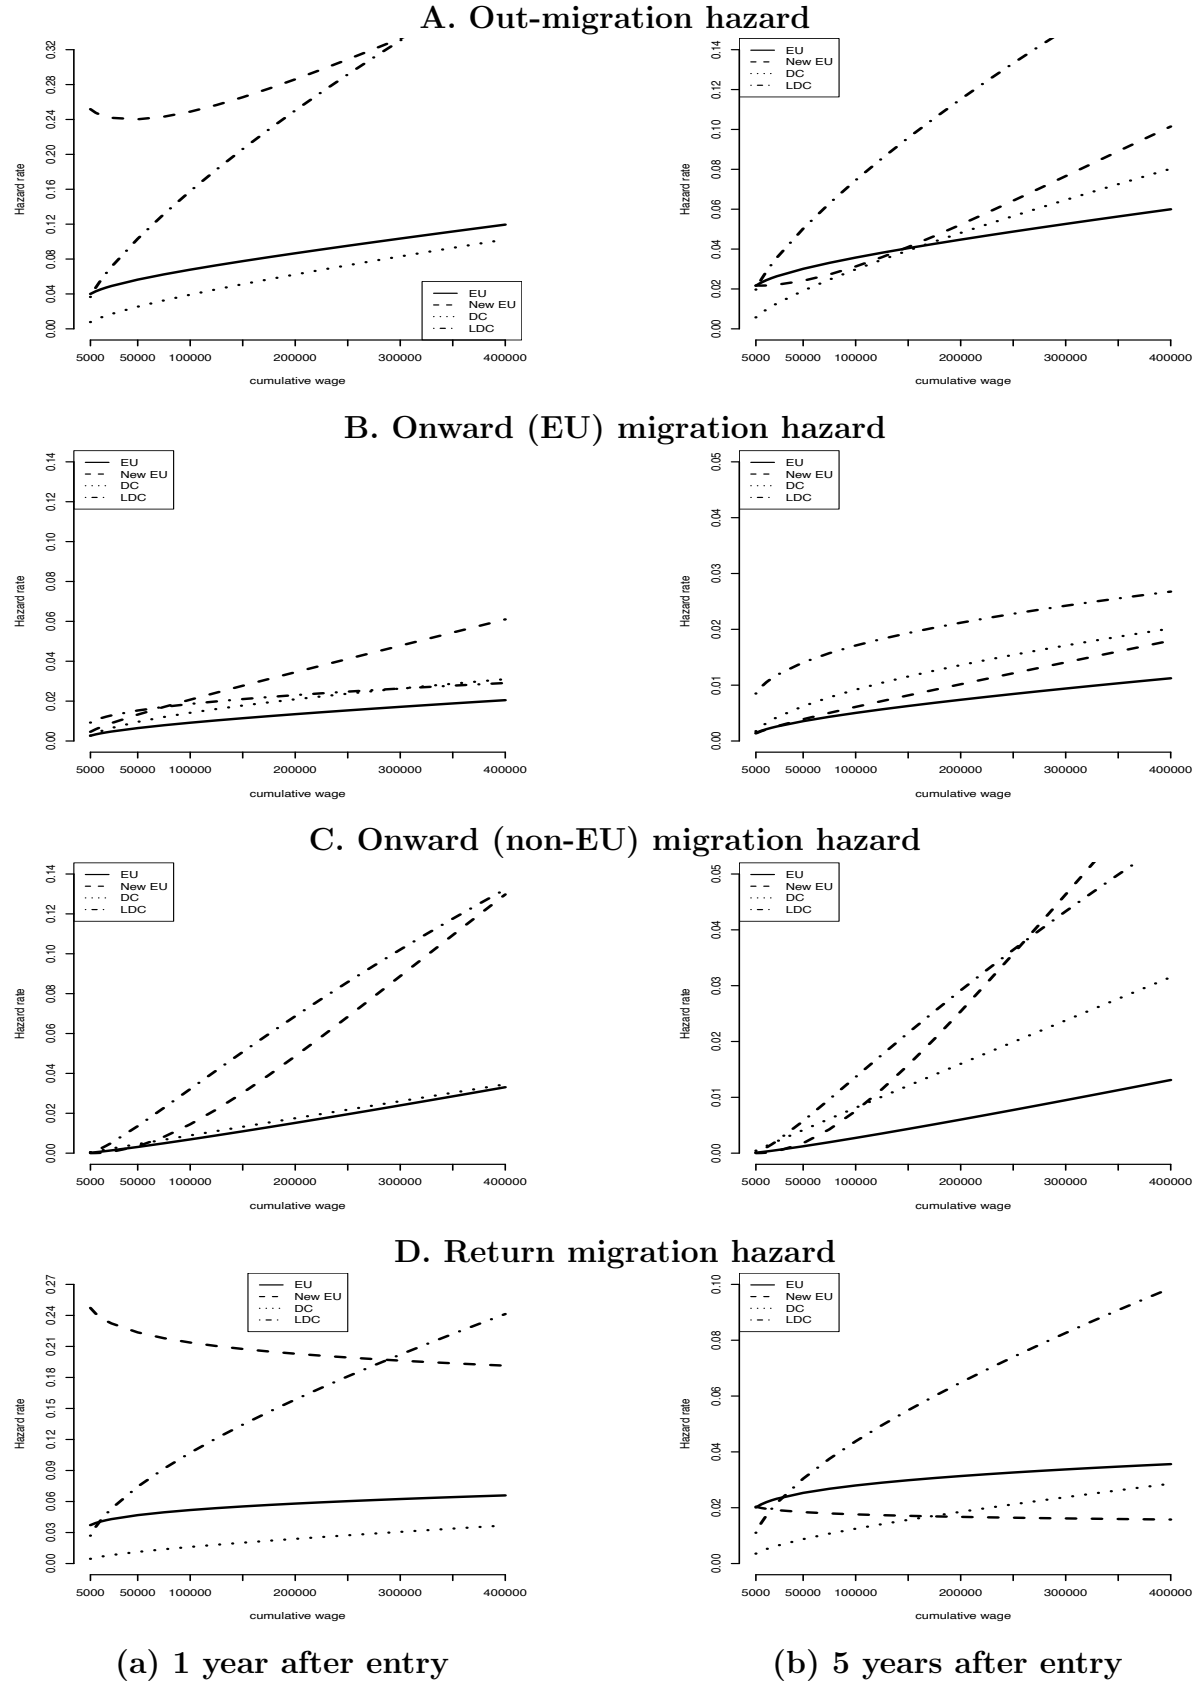 A. Out-migration hazard
Hazard rate
0.00 0.04 0.08 0.12 0.16 0.20 0.24 0.28 0.32
EU
New EU
DC
LDC
5000 50000 100000 200000 300000 400000
cumulative wage
Hazard rate
0.00 0.02 0.04 0.06 0.08 0.10 0.12 0.14
EU
New EU
DC
LDC
5000 50000 100000 200000 300000 400000
cumulative wage
B. Onward (EU) migration hazard
Hazard rate
0.00 0.02 0.04 0.06 0.08 0.10 0.12 0.14
EU
New EU
DC
LDC
5000 50000 100000 200000 300000 400000
cumulative wage
Hazard rate
0.00 0.01 0.02 0.03 0.04 0.05
EU
New EU
DC
LDC
5000 50000 100000 200000 300000 400000
cumulative wage
C. Onward (non-EU) migration hazard
Hazard rate
0.00 0.02 0.04 0.06 0.08 0.10 0.12 0.14
EU
New EU
DC
LDC
5000 50000 100000 200000 300000 400000
cumulative wage
Hazard rate
0.00 0.01 0.02 0.03 0.04 0.05
EU
New EU
DC
LDC
5000 50000 100000 200000 300000 400000
cumulative wage
D. Return migration hazard
Hazard rate
0.00 0.03 0.06 0.09 0.12 0.15 0.18 0.21 0.24 0.27
EU
New EU
DC
LDC
5000 50000 100000 200000 300000 400000
cumulative wage
Hazard rate
0.00 0.02 0.04 0.06 0.08 0.10
EU
New EU
DC
LDC
5000 50000 100000 200000 300000 400000
cumulative wage
(a) 1 year after entry
(b) 5 years after entry